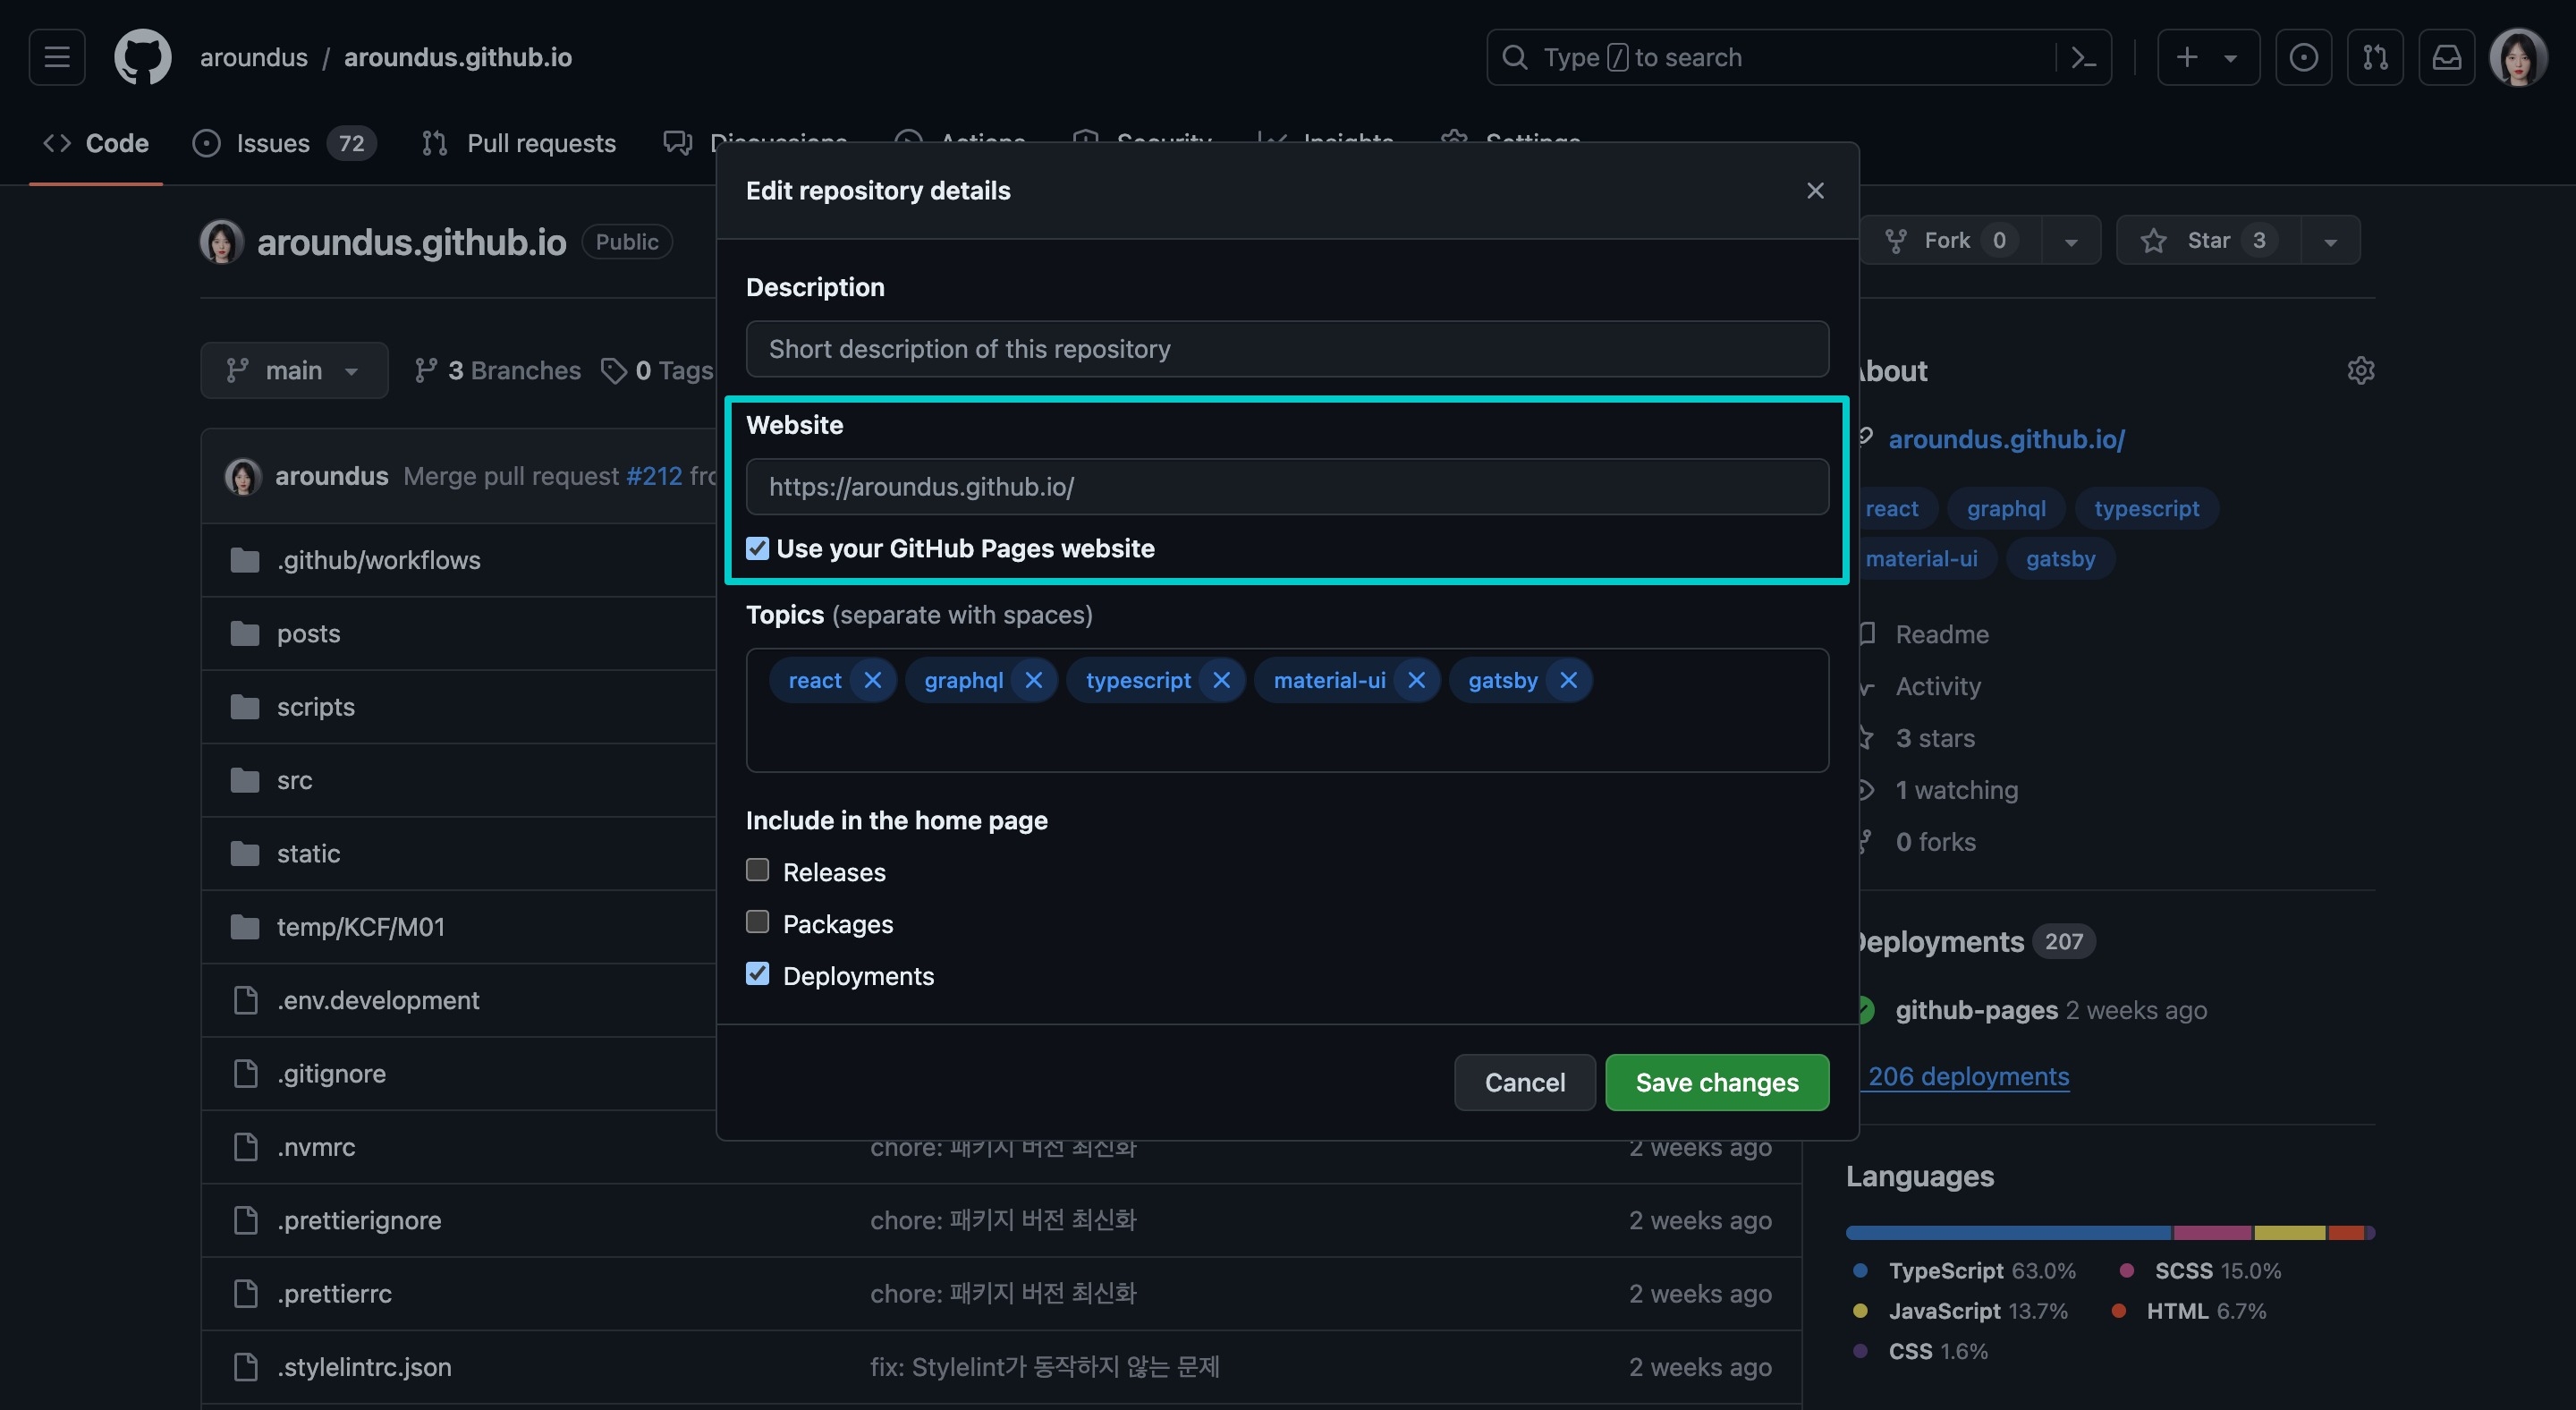 aroundus / aroundus.github.io
Type / to search
Code
Issues 72
Pull requests
Discussions
Actions
Security
Insights
Settings
aroundus.github.io Public
Fork 0
Star 3
main
3 Branches
0 Tags
aroundus Merge pull request #212
.github/workflows
posts
scripts
src
static
temp/KCF/M01
.env.development
.gitignore
.nvmrc chore: 패키지 버전 최신화 2 weeks ago
.prettierignore chore: 패키지 버전 최신화 2 weeks ago
.prettierrc chore: 패키지 버전 최신화 2 weeks ago
.stylelintrc.json fix: Stylelint가 동작하지 않는 문제 2 weeks ago
Edit repository details
Description
Short description of this repository
Website
https://aroundus.github.io/
Use your GitHub Pages website
Topics (separate with spaces)
react graphql typescript material-ui gatsby
Include in the home page
Releases
Packages
Deployments
Cancel Save changes
About
aroundus.github.io/
react graphql typescript
material-ui gatsby
Readme
Activity
3 stars
1 watching
0 forks
Deployments 207
github-pages 2 weeks ago
206 deployments
Languages
TypeScript 63.0% SCSS 15.0%
JavaScript 13.7% HTML 6.7%
CSS 1.6%